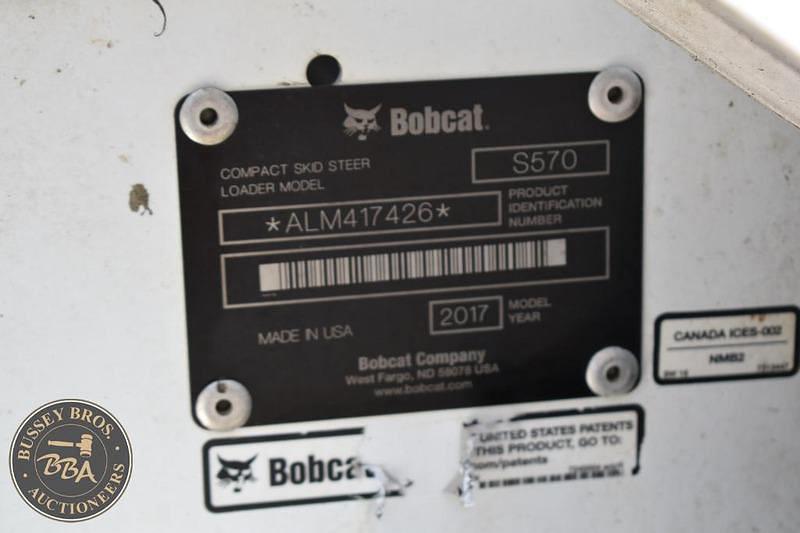 Bobcat.
COMPACT SKID STEER
LOADER MODEL
S570
*ALM417426*
PRODUCT
IDENTIFICATION
NUMBER
MADE IN USA
2017
MODEL
YEAR
Bobcat Company
West Fargo, ND 58078 USA
www.bobcat.com
CANADA ICES-002
NMB2
Bobca
UNITED STATES PATENTS
THIS PRODUCT, GO TO:
om/patents
BUSSEY BROS.
BBA
AUCTIONEERS